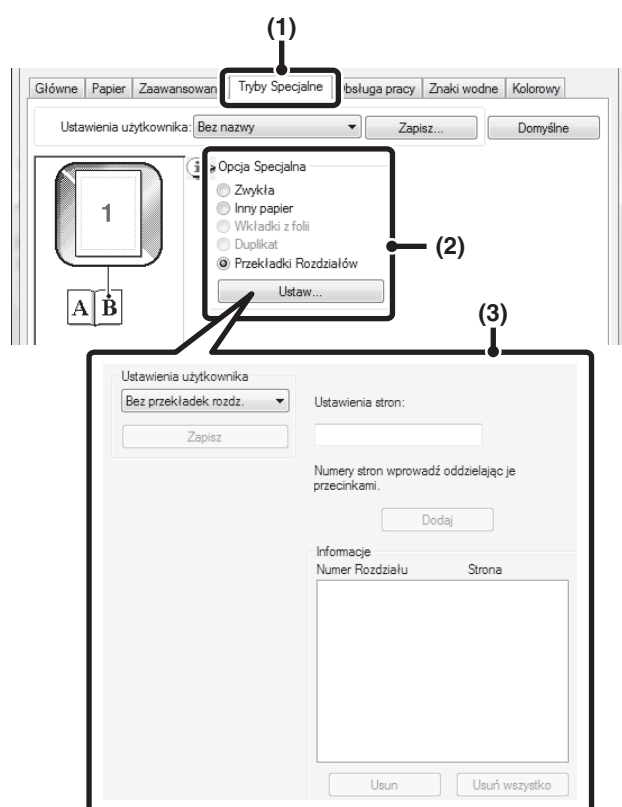 (1)
Główne Papier Zaawansowan Tryby Specjalne bsługa pracy Znaki wodne Kolorowy
Ustawienia użytkownika: Bez nazwy Zapisz... Domyślne
1
A B
Opcja Specjalna
Zwykła
Inny papier
Wkładki z folii
Duplikat
Przekładki Rozdziałów
Ustaw...
(2)
(3)
Ustawienia użytkownika
Bez przekładek rozdz.
Zapisz
Ustawienia stron:
Numery stron wprowadź oddzielając je
przecinkami.
Dodaj
Informacje
Numer Rozdziału Strona
Usun Usuń wszystko